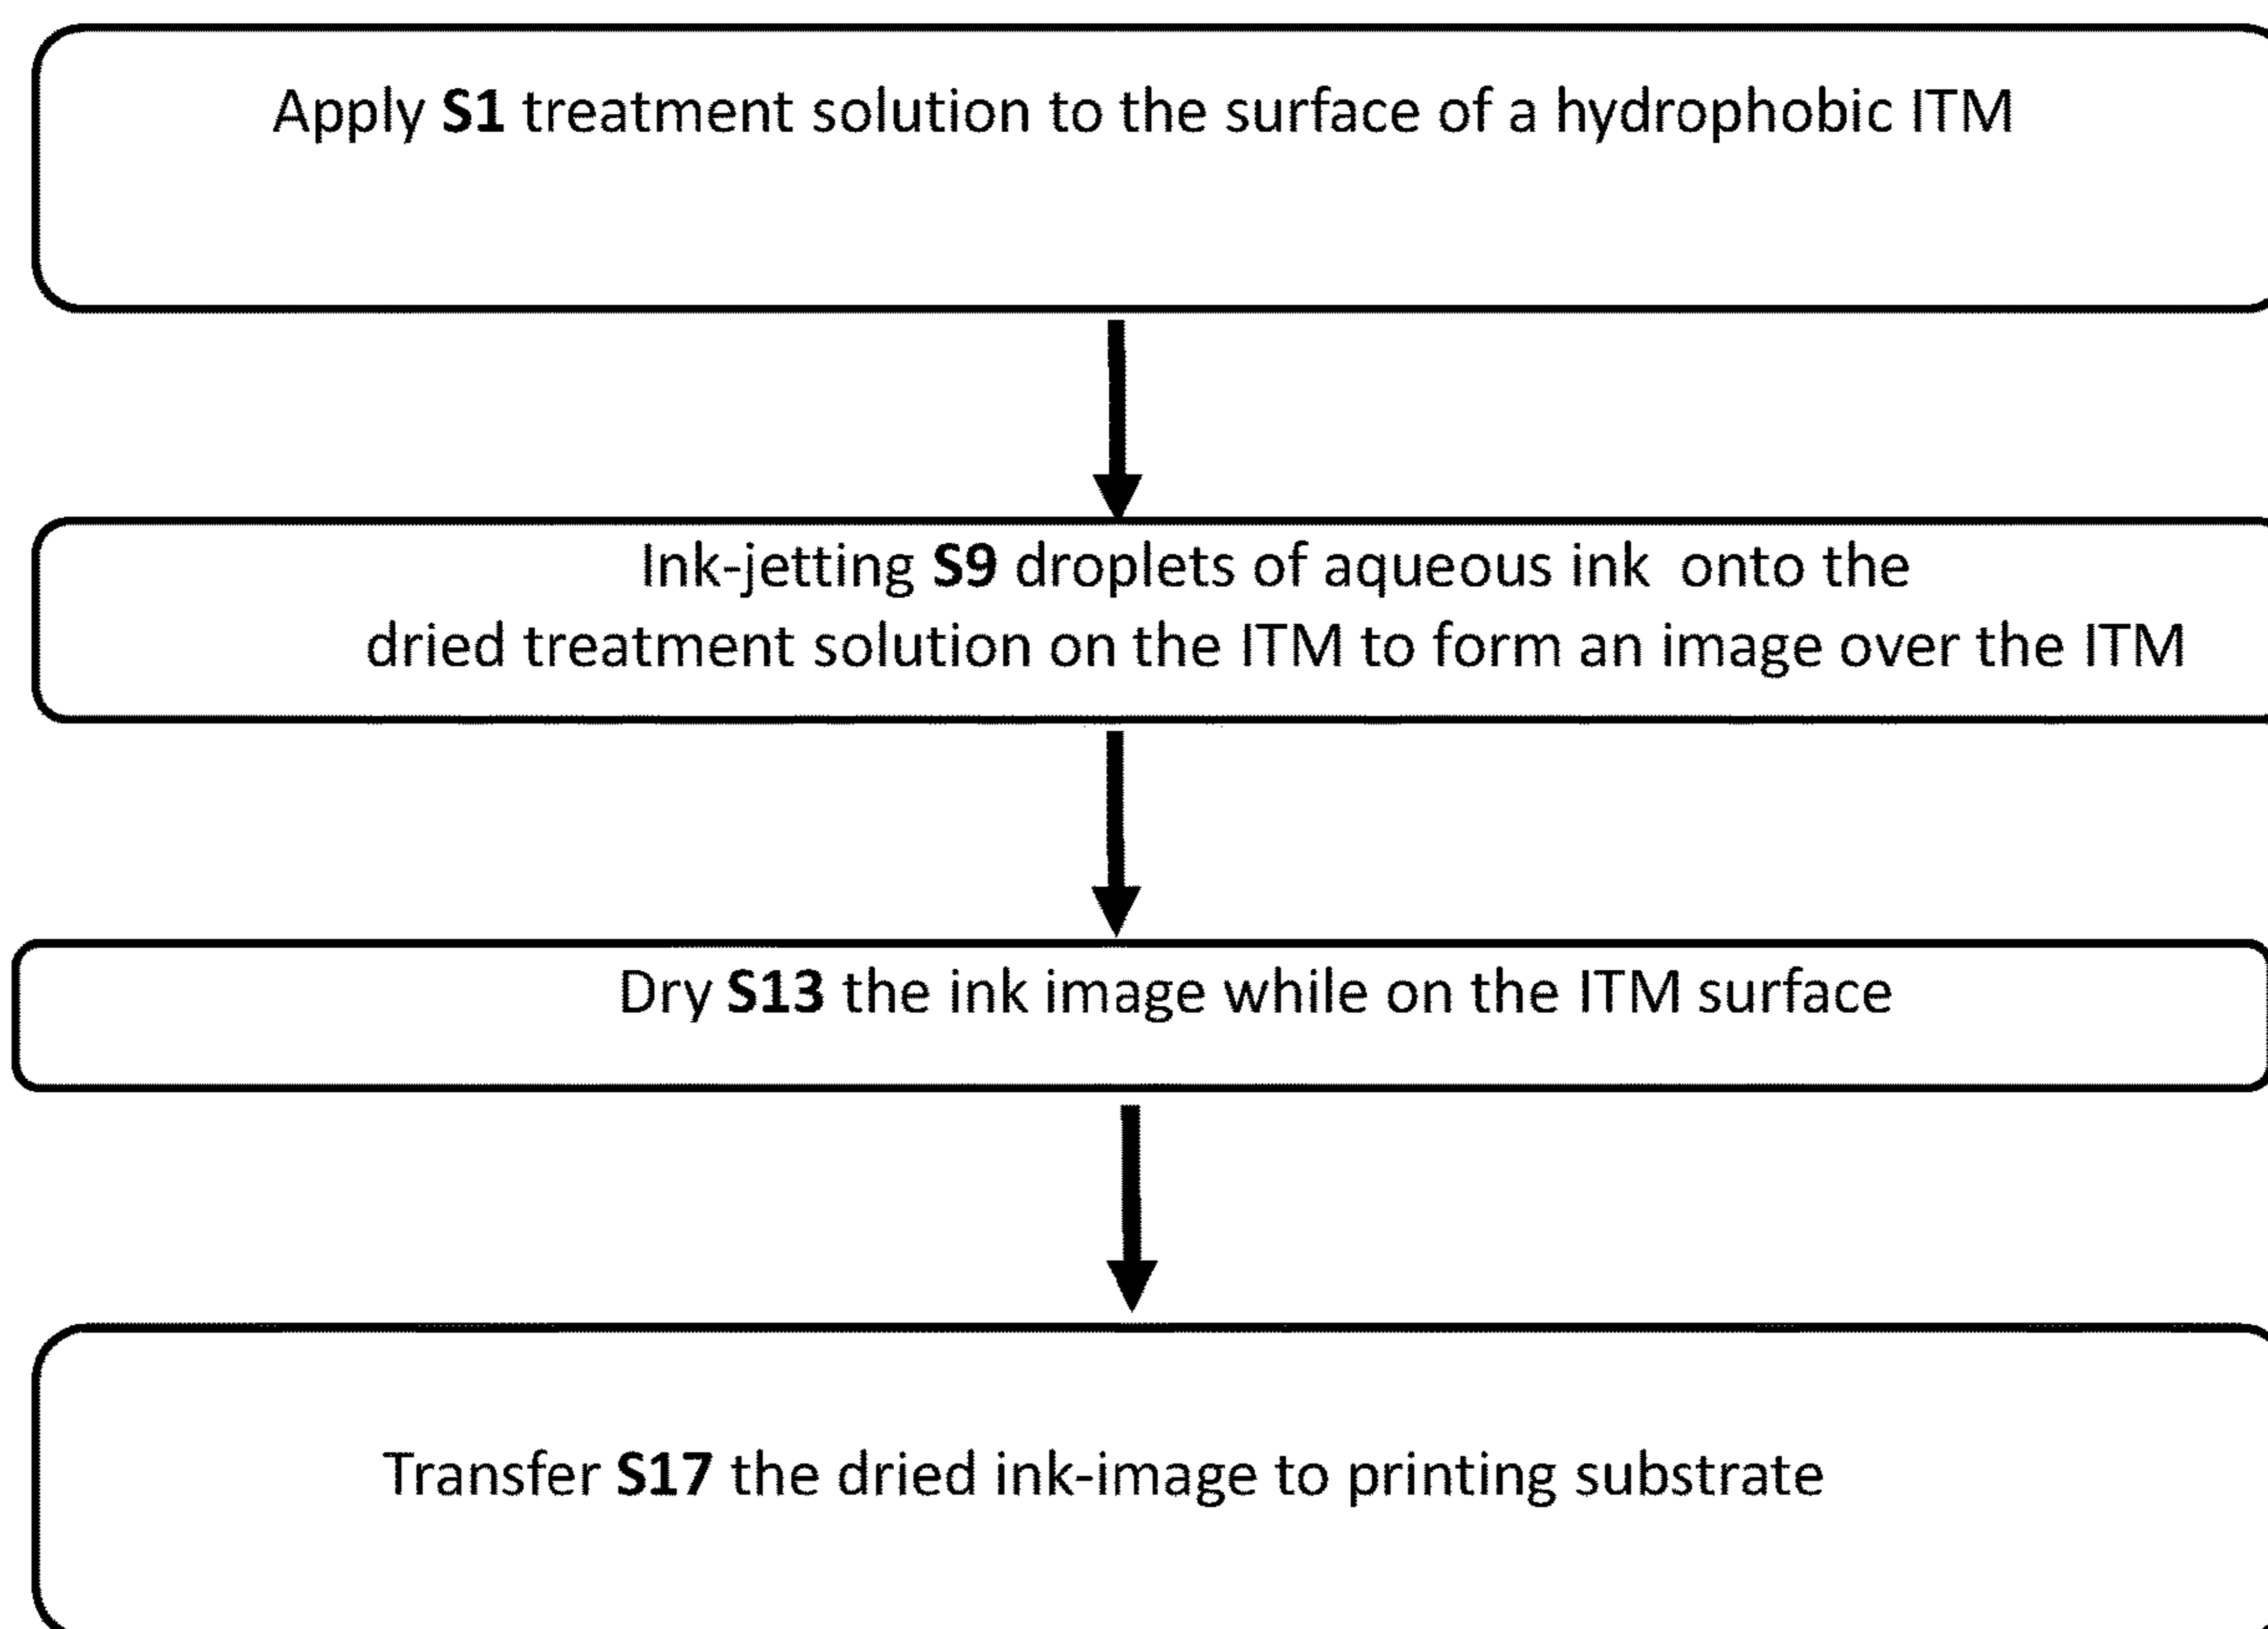 Apply S1 treatment solution to the surface of a hydrophobic ITM
Ink-jetting S9 droplets of aqueous ink onto the
dried treatment solution on the ITM to form an image over the ITM
Dry S13 the ink image while on the ITM surface
Transfer S17 the dried ink-image to printing substrate